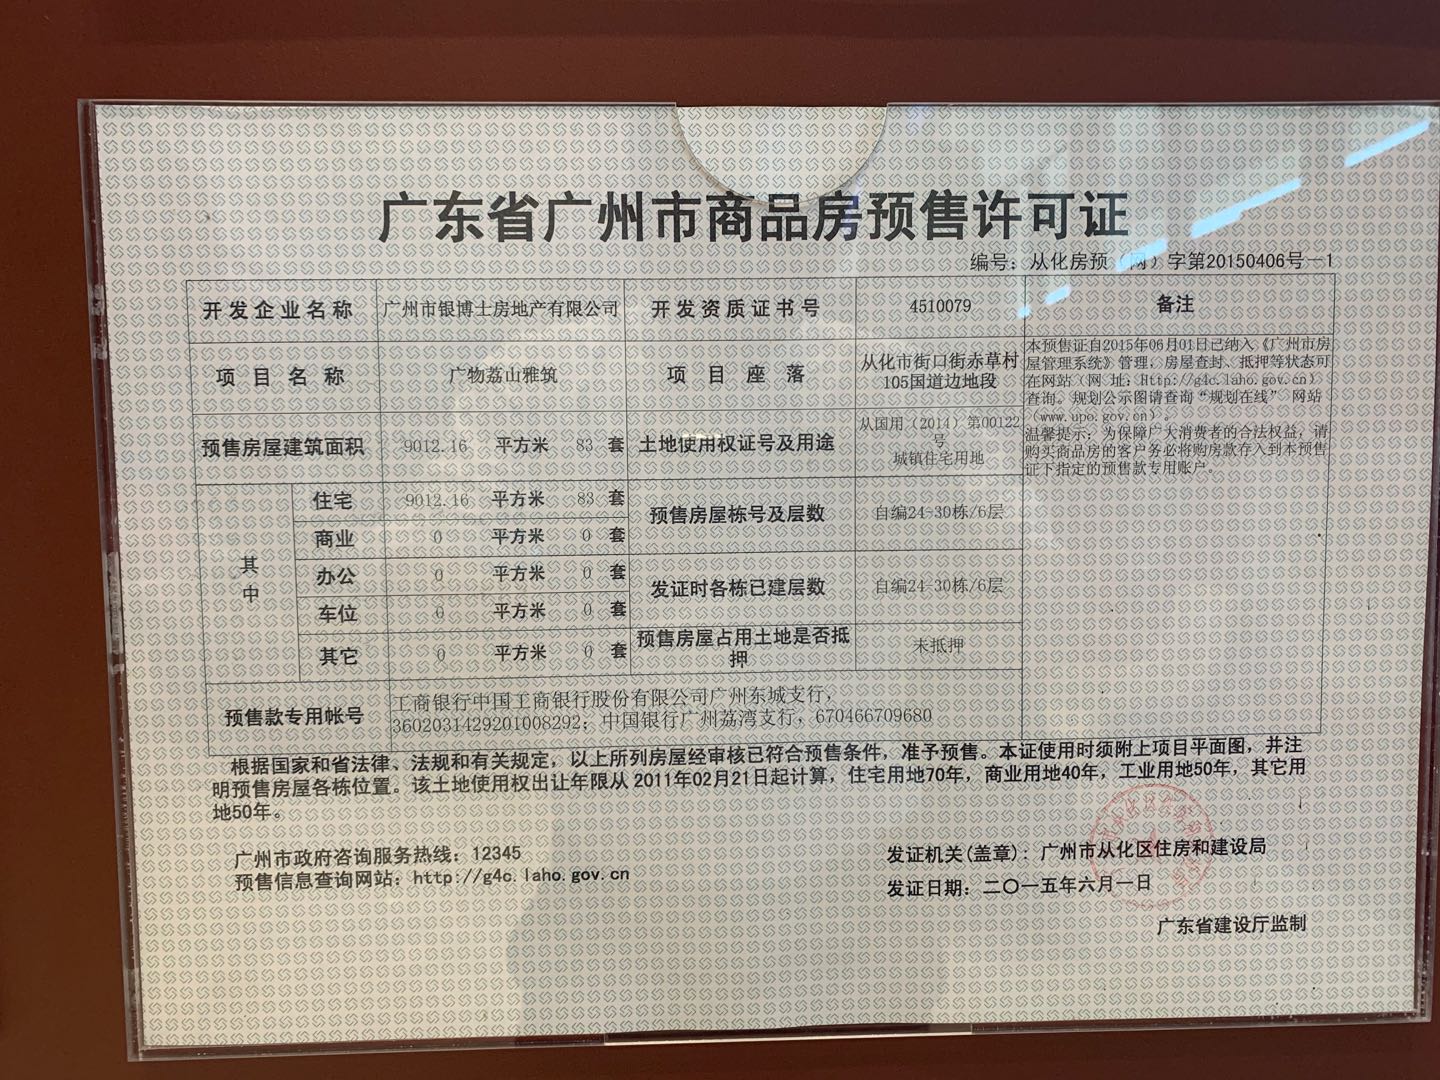 广东省广州市商品房预售许可证
编号：从化房预（网）字第20150406号—1
开发企业名称 广州市银博士房地产有限公司 开发资质证书号 4510079 备注
项目名称 广物荔山雅筑 项目座落 从化市街口街赤草村
105国道边地段
本预售证自2015年06月01日已纳入《广州市房
屋管理系统》管理，房屋查封、抵押等状态可
在网站（网 址：Http://g4c.laho.gov.cn）
查询。规划公示图请查询“规划在线” 网站
（www.upo.gov.cn）。
温馨提示：为保障广大消费者的合法权益，请
购买商品房的客户务必将购房款存入到本预售
证下指定的预售款专用账户。
预售房屋建筑面积 9012.16 平方米 83 套 土地使用权证号及用途 从国用（2014）第00122
号
城镇住宅用地
其中
住宅 9012.16 平方米 83 套 预售房屋栋号及层数 自编24-30栋/6层
商业 0 平方米 0 套
办公 0 平方米 0 套 发证时各栋已建层数 自编24-30栋/6层
车位 0 平方米 0 套
其它 0 平方米 0 套 预售房屋占用土地是否抵
押 未抵押
预售款专用帐号 工商银行中国工商银行股份有限公司广州东城支行，
3602031429201008292；中国银行广州荔湾支行，670466709680
根据国家和省法律、法规和有关规定，以上所列房屋经审核已符合预售条件，准予预售。本证使用时须附上项目平面图，并注
明预售房屋各栋位置。该土地使用权出让年限从 2011年02月21日起计算，住宅用地70年，商业用地40年，工业用地50年，其它用
地50年。
广州市政府咨询服务热线：12345
预售信息查询网站：http://g4c.laho.gov.cn
发证机关(盖章)：广州市从化区住房和建设局
发证日期：二〇一五年六月一日
广东省建设厅监制